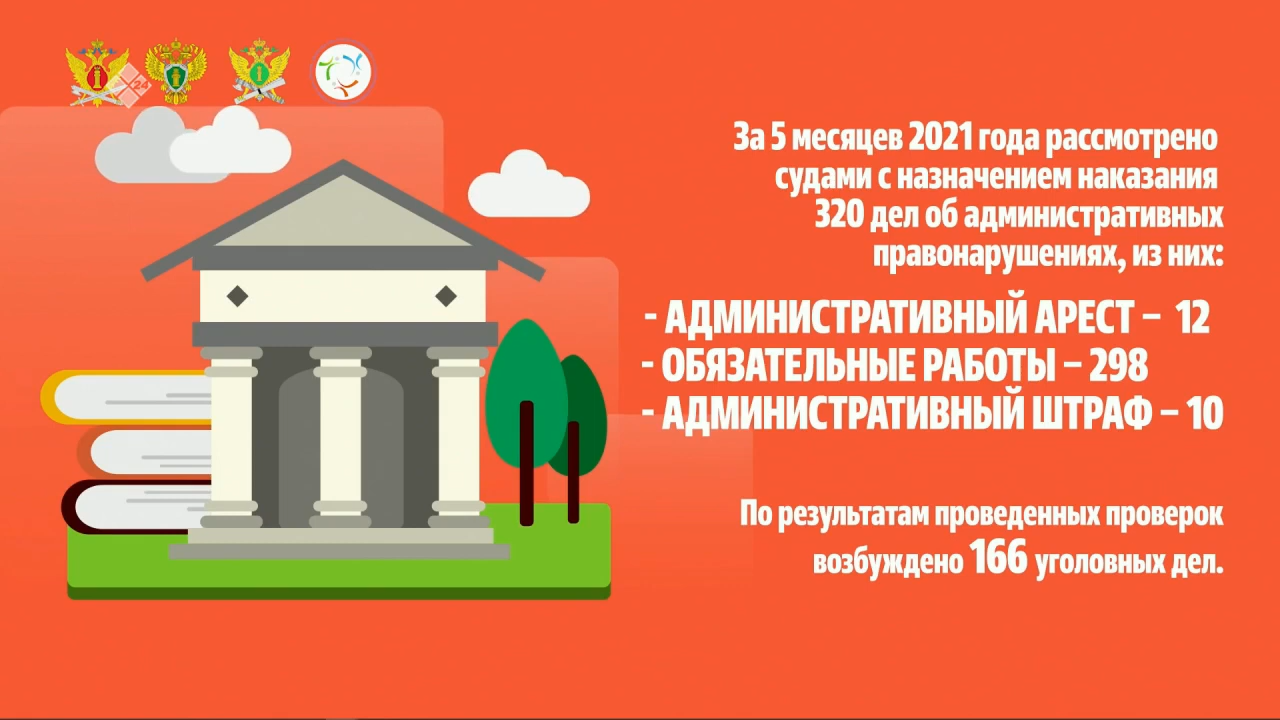 24
За 5 месяцев 2021 года рассмотрено
судами с назначением наказания
320 дел об административных
правонарушениях, из них:
- АДМИНИСТРАТИВНЫЙ АРЕСТ – 12
- ОБЯЗАТЕЛЬНЫЕ РАБОТЫ – 298
- АДМИНИСТРАТИВНЫЙ ШТРАФ – 10
По результатам проведенных проверок
возбуждено 166 уголовных дел.